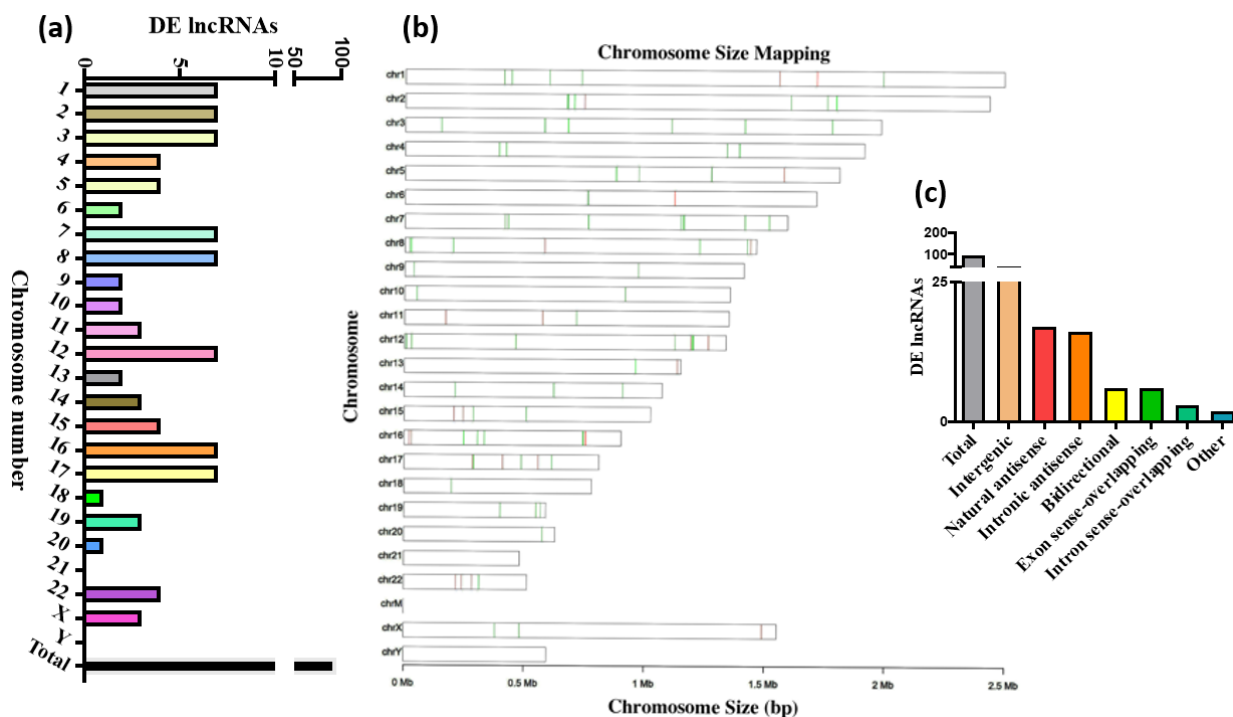 (a)
DE lncRNAs
0
5
10
50
100
Chromosome number
1
2
3
4
5
6
7
8
9
10
11
12
13
14
15
16
17
18
19
20
21
22
X
Y
Total
(b)
Chromosome Size Mapping
Chromosome
chr1
chr2
chr3
chr4
chr5
chr6
chr7
chr8
chr9
chr10
chr11
chr12
chr13
chr14
chr15
chr16
chr17
chr18
chr19
chr20
chr21
chr22
chrM
chrX
chrY
0 Mb 0.5 Mb 1 Mb 1.5 Mb 2 Mb 2.5 Mb
Chromosome Size (bp)
(c)
DE lncRNAs
200
100
25
0
Total
Intergenic
Natural antisense
Intronic antisense
Bidirectional
Exon sense-overlapping
Intron sense-overlapping
Other